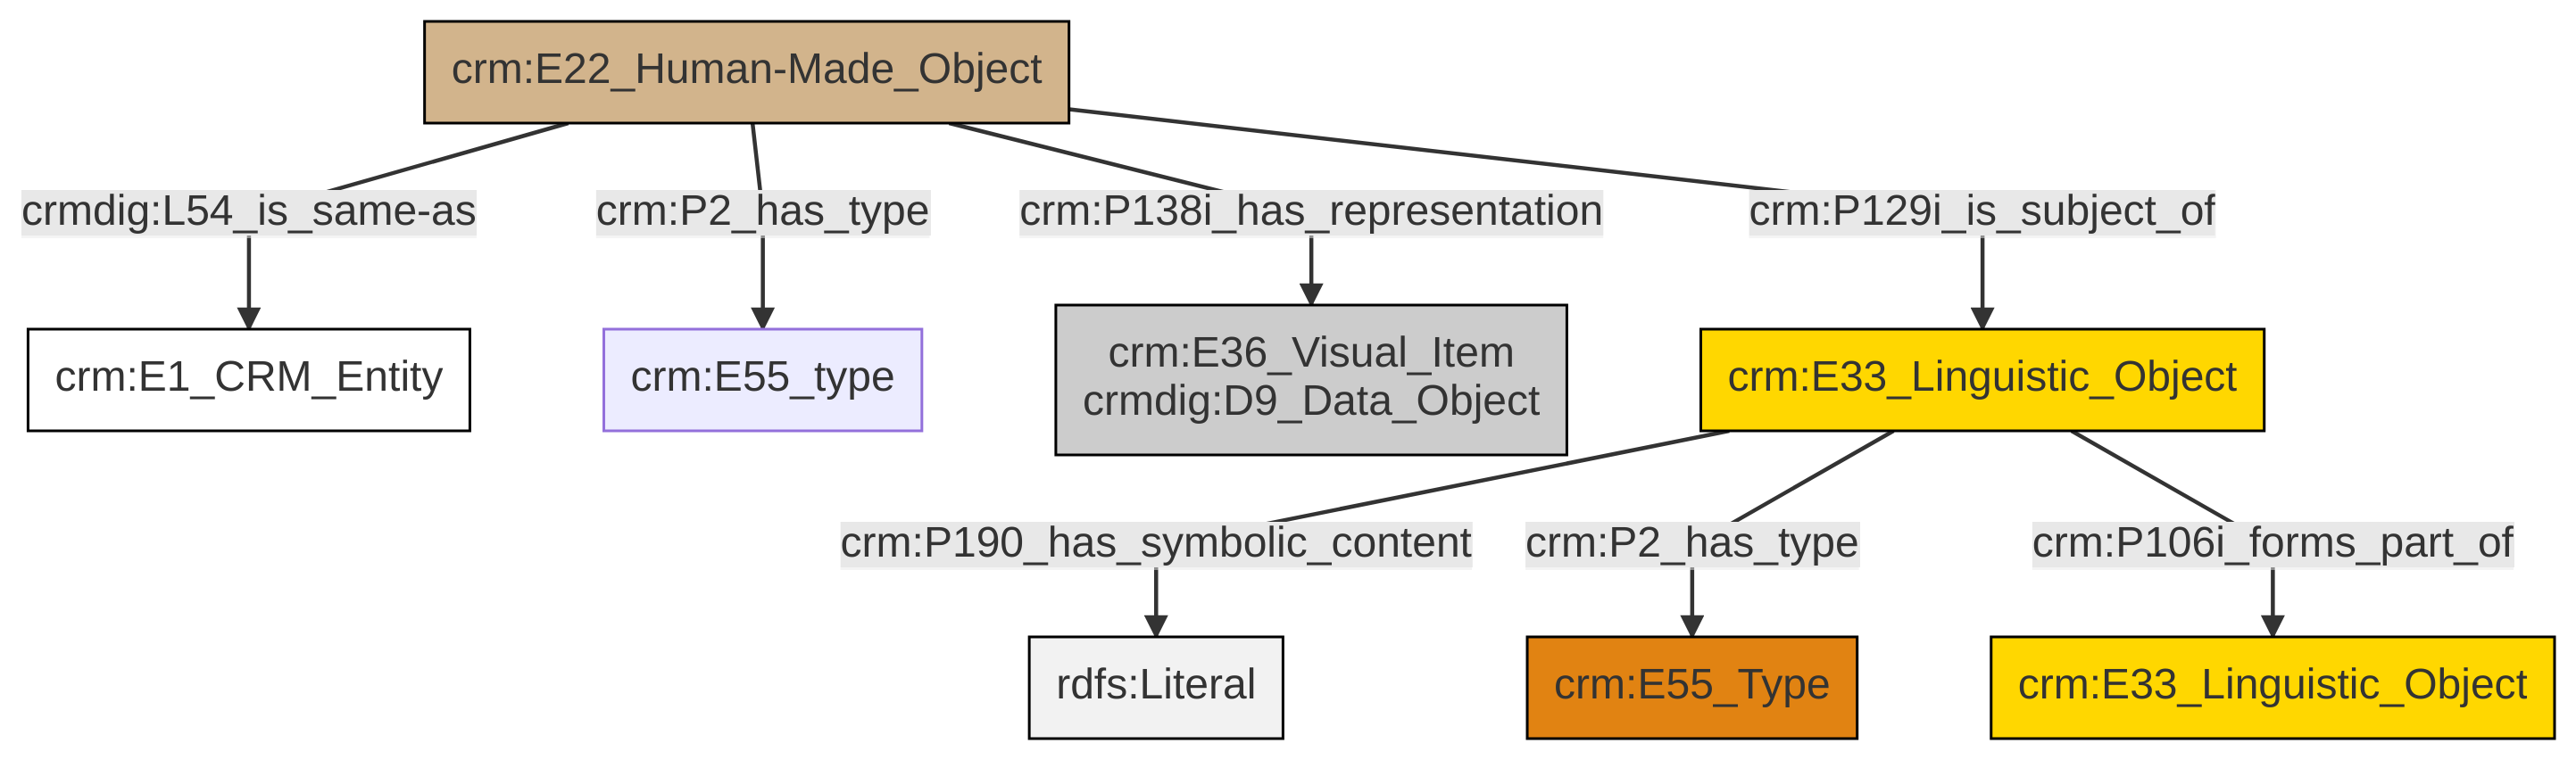 crm:E22_Human-Made_Object
crmdig:L54_is_same-as
crm:P2_has_type
crm:P138i_has_representation
crm:P129i_is_subject_of
crm:E1_CRM_Entity
crm:E55_type
crm:E36_Visual_Item
crmdig:D9_Data_Object
crm:E33_Linguistic_Object
crm:P190_has_symbolic_content
crm:P2_has_type
crm:P106i_forms_part_of
rdfs:Literal
crm:E55_Type
crm:E33_Linguistic_Object